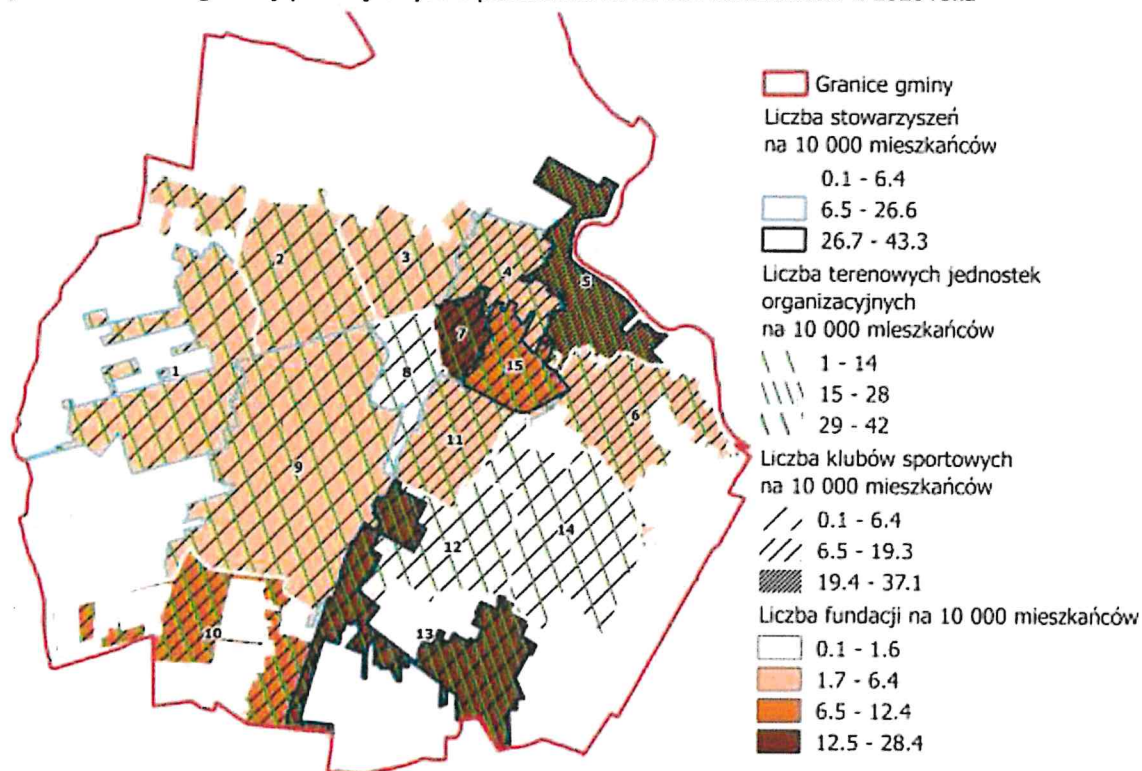 2020 roku
Granice gminy
Liczba stowarzyszeń
na 10 000 mieszkańców
0.1 - 6.4
6.5 - 26.6
26.7 - 43.3
Liczba terenowych jednostek
organizacyjnych
na 10 000 mieszkańców
1 - 14
15 - 28
29 - 42
Liczba klubów sportowych
na 10 000 mieszkańców
0.1 - 6.4
6.5 - 19.3
19.4 - 37.1
Liczba fundacji na 10 000 mieszkańców
0.1 - 1.6
1.7 - 6.4
6.5 - 12.4
12.5 - 28.4
2
3
4
5
7
1
8
15
6
11
9
12
14
10
13